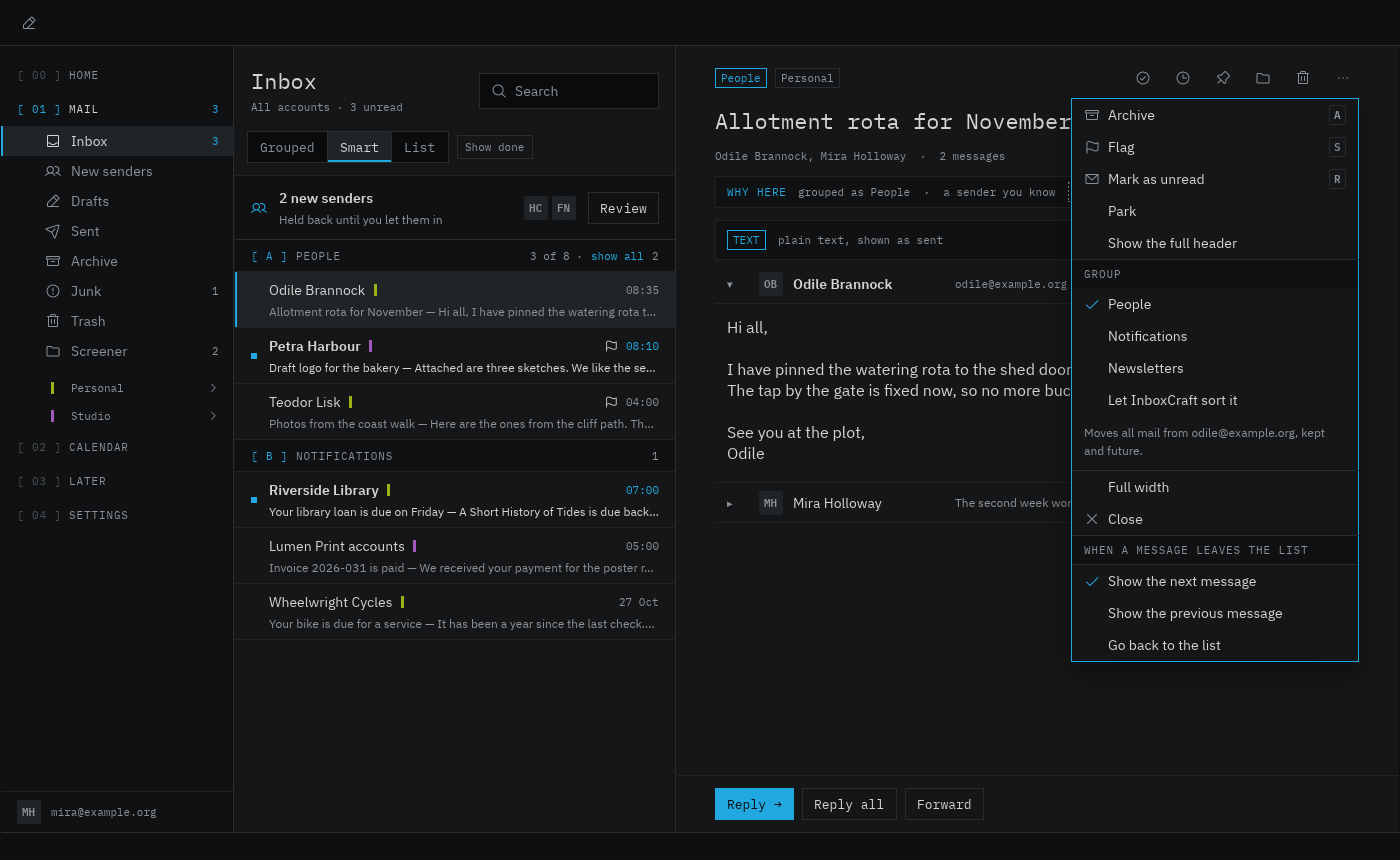 [ 00 ] HOME
[ 01 ] MAIL 3
Inbox 3
New senders
Drafts
Sent
Archive
Junk 1
Trash
Screener 2
Personal
Studio
[ 02 ] CALENDAR
[ 03 ] LATER
[ 04 ] SETTINGS
MH mira@example.org
Inbox
All accounts · 3 unread
Search
Grouped Smart List Show done
2 new senders
Held back until you let them in
HC FN Review
[ A ] PEOPLE 3 of 8 · show all 2
Odile Brannock 08:35
Allotment rota for November — Hi all, I have pinned the watering rota t…
Petra Harbour 08:10
Draft logo for the bakery — Attached are three sketches. We like the se…
Teodor Lisk 04:00
Photos from the coast walk — Here are the ones from the cliff path. Th…
[ B ] NOTIFICATIONS 1
Riverside Library 07:00
Your library loan is due on Friday — A Short History of Tides is due back…
Lumen Print accounts 05:00
Invoice 2026-031 is paid — We received your payment for the poster r…
Wheelwright Cycles 27 Oct
Your bike is due for a service — It has been a year since the last check.…
People Personal
Allotment rota for November
Odile Brannock, Mira Holloway · 2 messages
WHY HERE grouped as People · a sender you know
TEXT plain text, shown as sent
OB Odile Brannock odile@example.org
Hi all,
I have pinned the watering rota to the shed door
The tap by the gate is fixed now, so no more buc
See you at the plot,
Odile
MH Mira Holloway The second week wor
Reply → Reply all Forward
Archive A
Flag S
Mark as unread R
Park
Show the full header
GROUP
People
Notifications
Newsletters
Let InboxCraft sort it
Moves all mail from odile@example.org, kept
and future.
Full width
Close
WHEN A MESSAGE LEAVES THE LIST
Show the next message
Show the previous message
Go back to the list